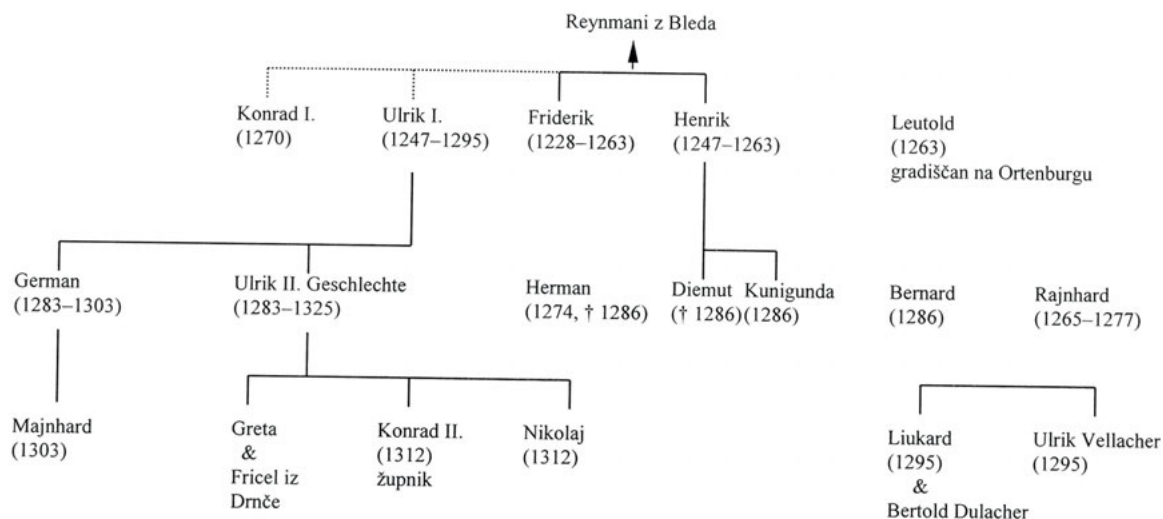 Reynmani z Bleda
Konrad I.
(1270)
Ulrik I.
(1247–1295)
Friderik
(1228–1263)
Henrik
(1247–1263)
Leutold
(1263)
gradiščan na Ortenburgu
German
(1283–1303)
Ulrik II. Geschlechte
(1283–1325)
Herman
(1274, † 1286)
Diemut
(† 1286)
Kunigunda
(1286)
Bernard
(1286)
Rajnhard
(1265–1277)
Majnhard
(1303)
Greta
&
Fricel iz
Drnče
Konrad II.
(1312)
župnik
Nikolaj
(1312)
Liukard
(1295)
&
Bertold Dulacher
Ulrik Vellacher
(1295)